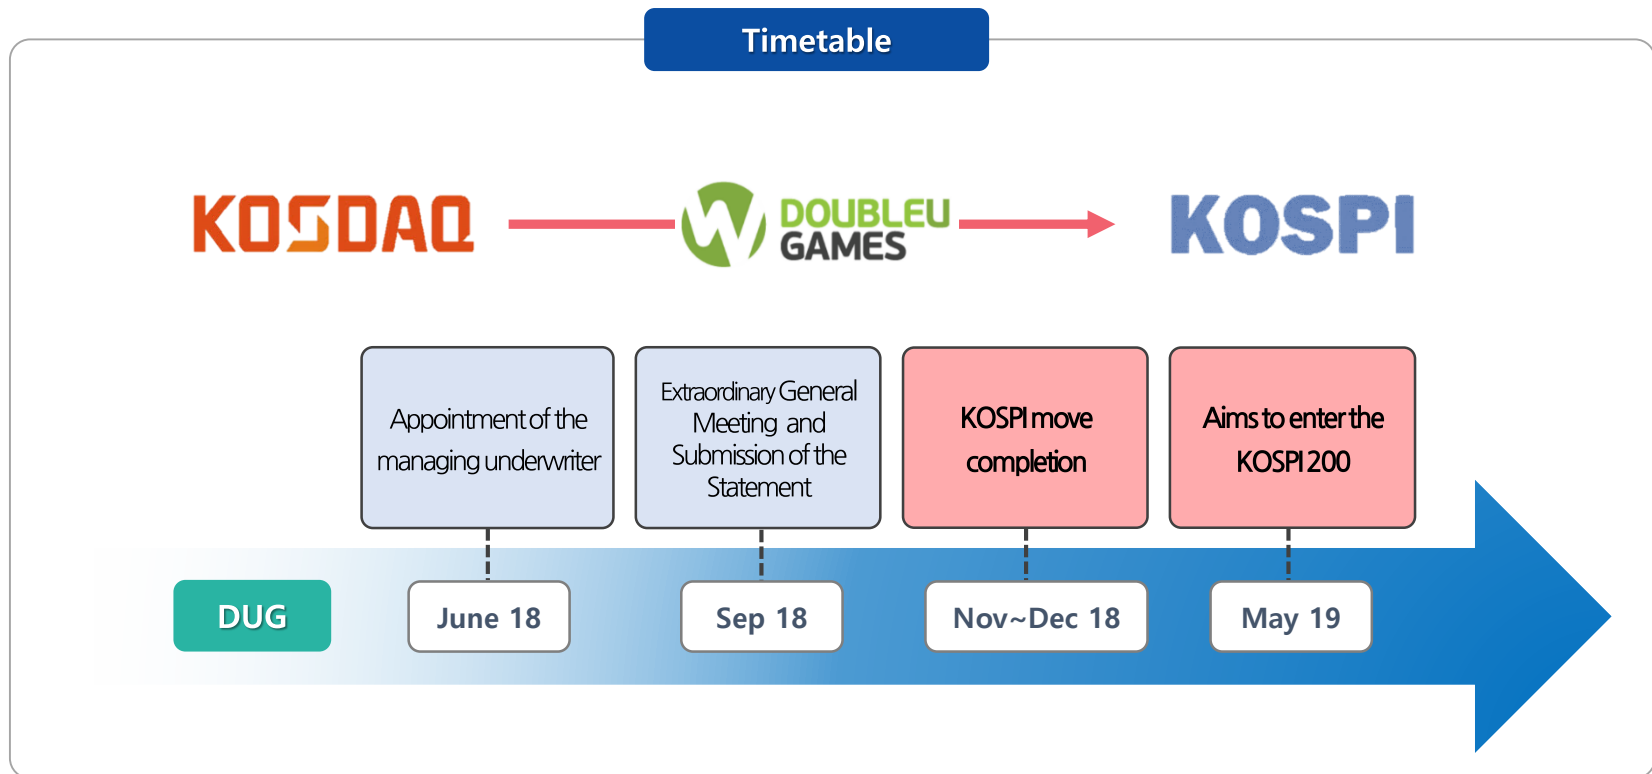 Timetable
KOSDAQ
DOUBLEU
GAMES
KOSPI
Appointment of the
managing underwriter
Extraordinary General
Meeting and
Submission of the
Statement
KOSPI move
completion
Aims to enter the
KOSPI 200
DUG
June 18
Sep 18
Nov~Dec 18
May 19